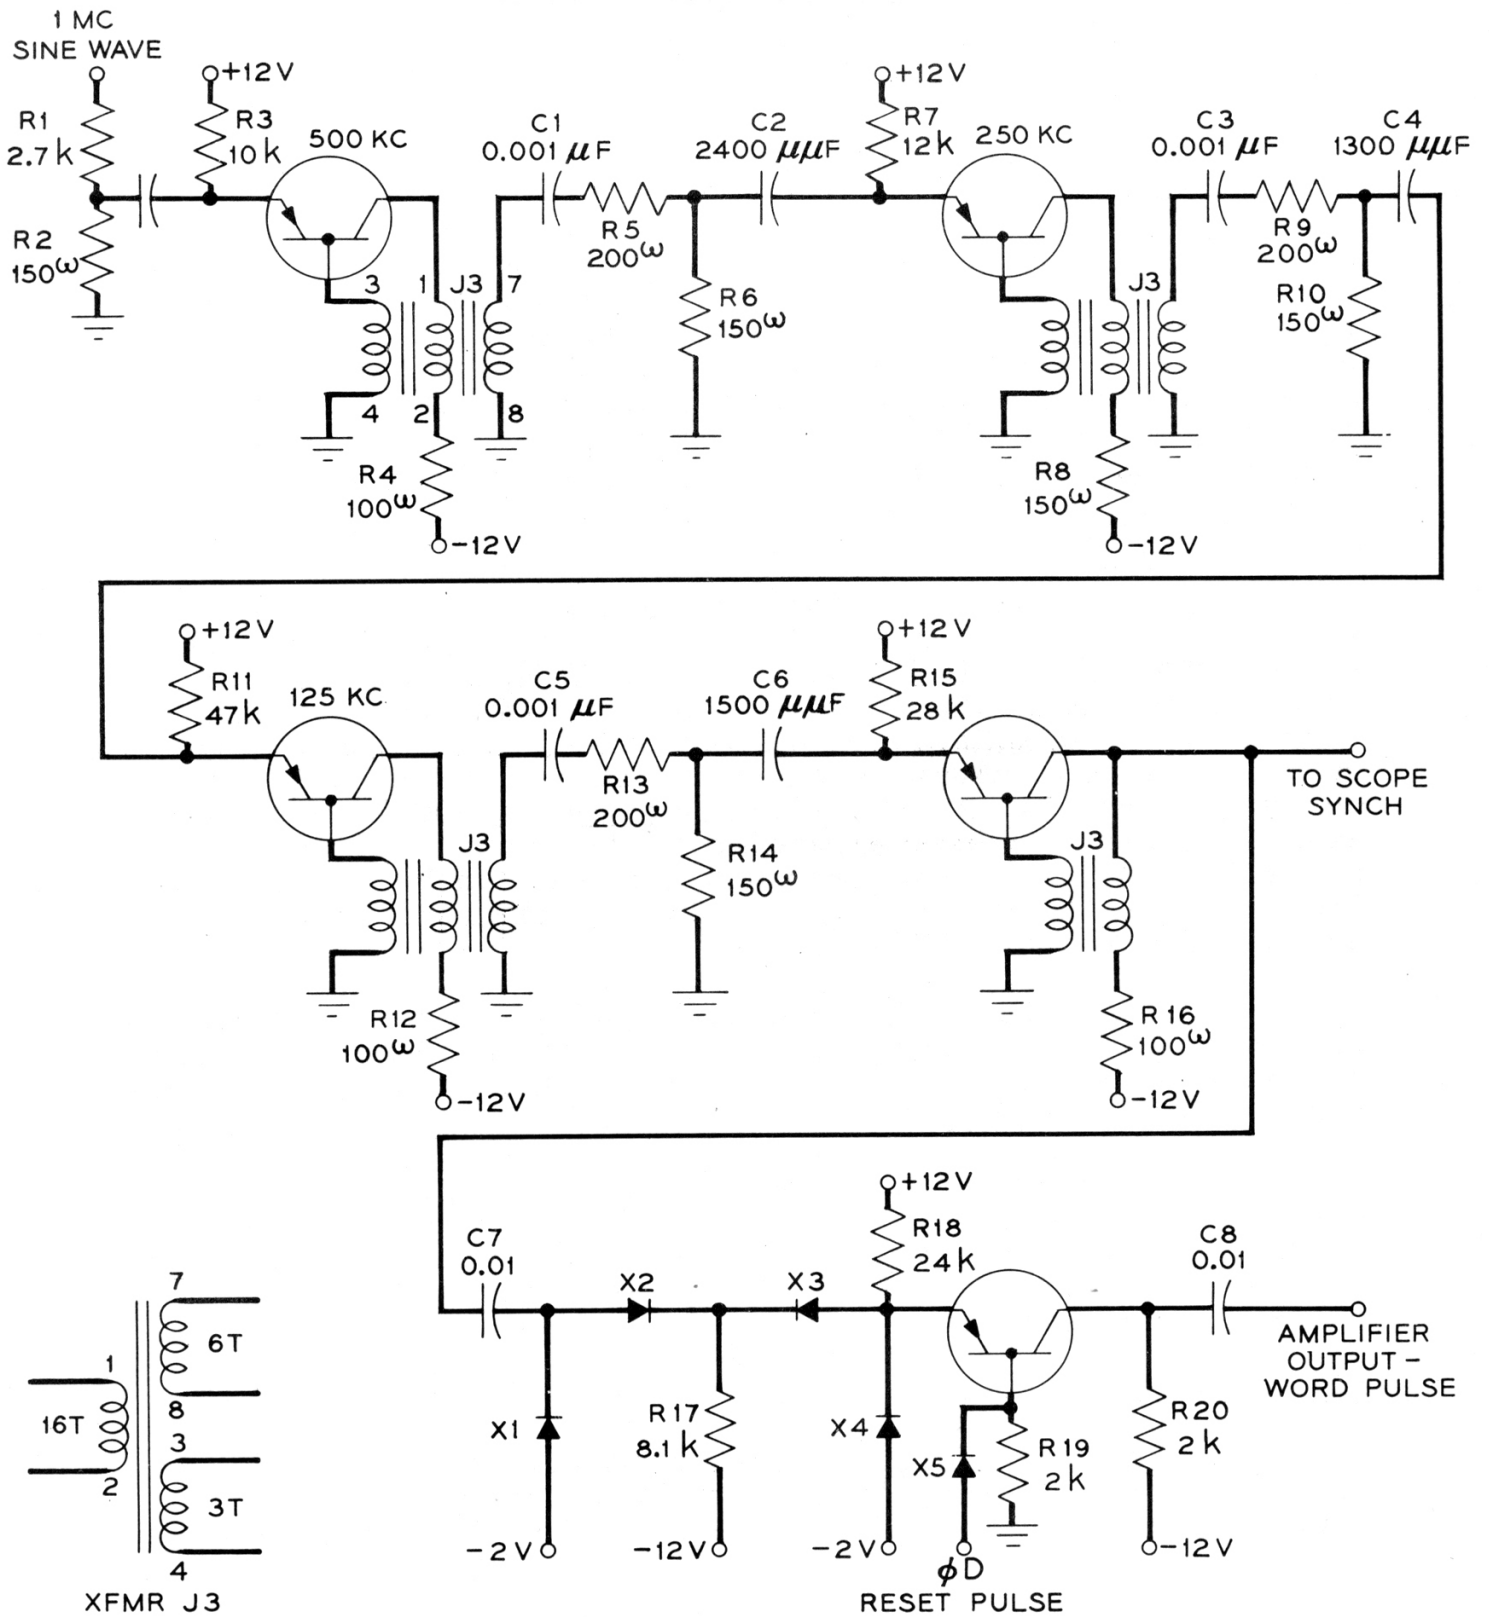 1 MC
SINE WAVE
R1
2.7 k
R2
150ω
+12V
R3
10 k
500 KC
3
4
1
2
J3
7
8
R4
100ω
-12V
C1
0.001 μF
R5
200ω
R6
150ω
C2
2400 μμF
+12V
R7
12k
250 KC
J3
R8
150ω
-12V
C3
0.001 μF
R9
200ω
R10
150ω
C4
1300 μμF
+12V
R11
47k
125 KC
J3
R12
100ω
-12V
C5
0.001 μF
R13
200ω
R14
150ω
C6
1500 μμF
+12V
R15
28 k
J3
R 16
100ω
-12V
TO SCOPE
SYNCH
C7
0.01
X1
-2V
X2
R17
8.1 k
-12V
X3
+12V
R18
24k
X4
-2V
X5
φD
RESET PULSE
R19
2k
R20
2k
-12V
C8
0.01
AMPLIFIER
OUTPUT –
WORD PULSE
1
16T
2
7
6T
8
3
3T
4
XFMR J3